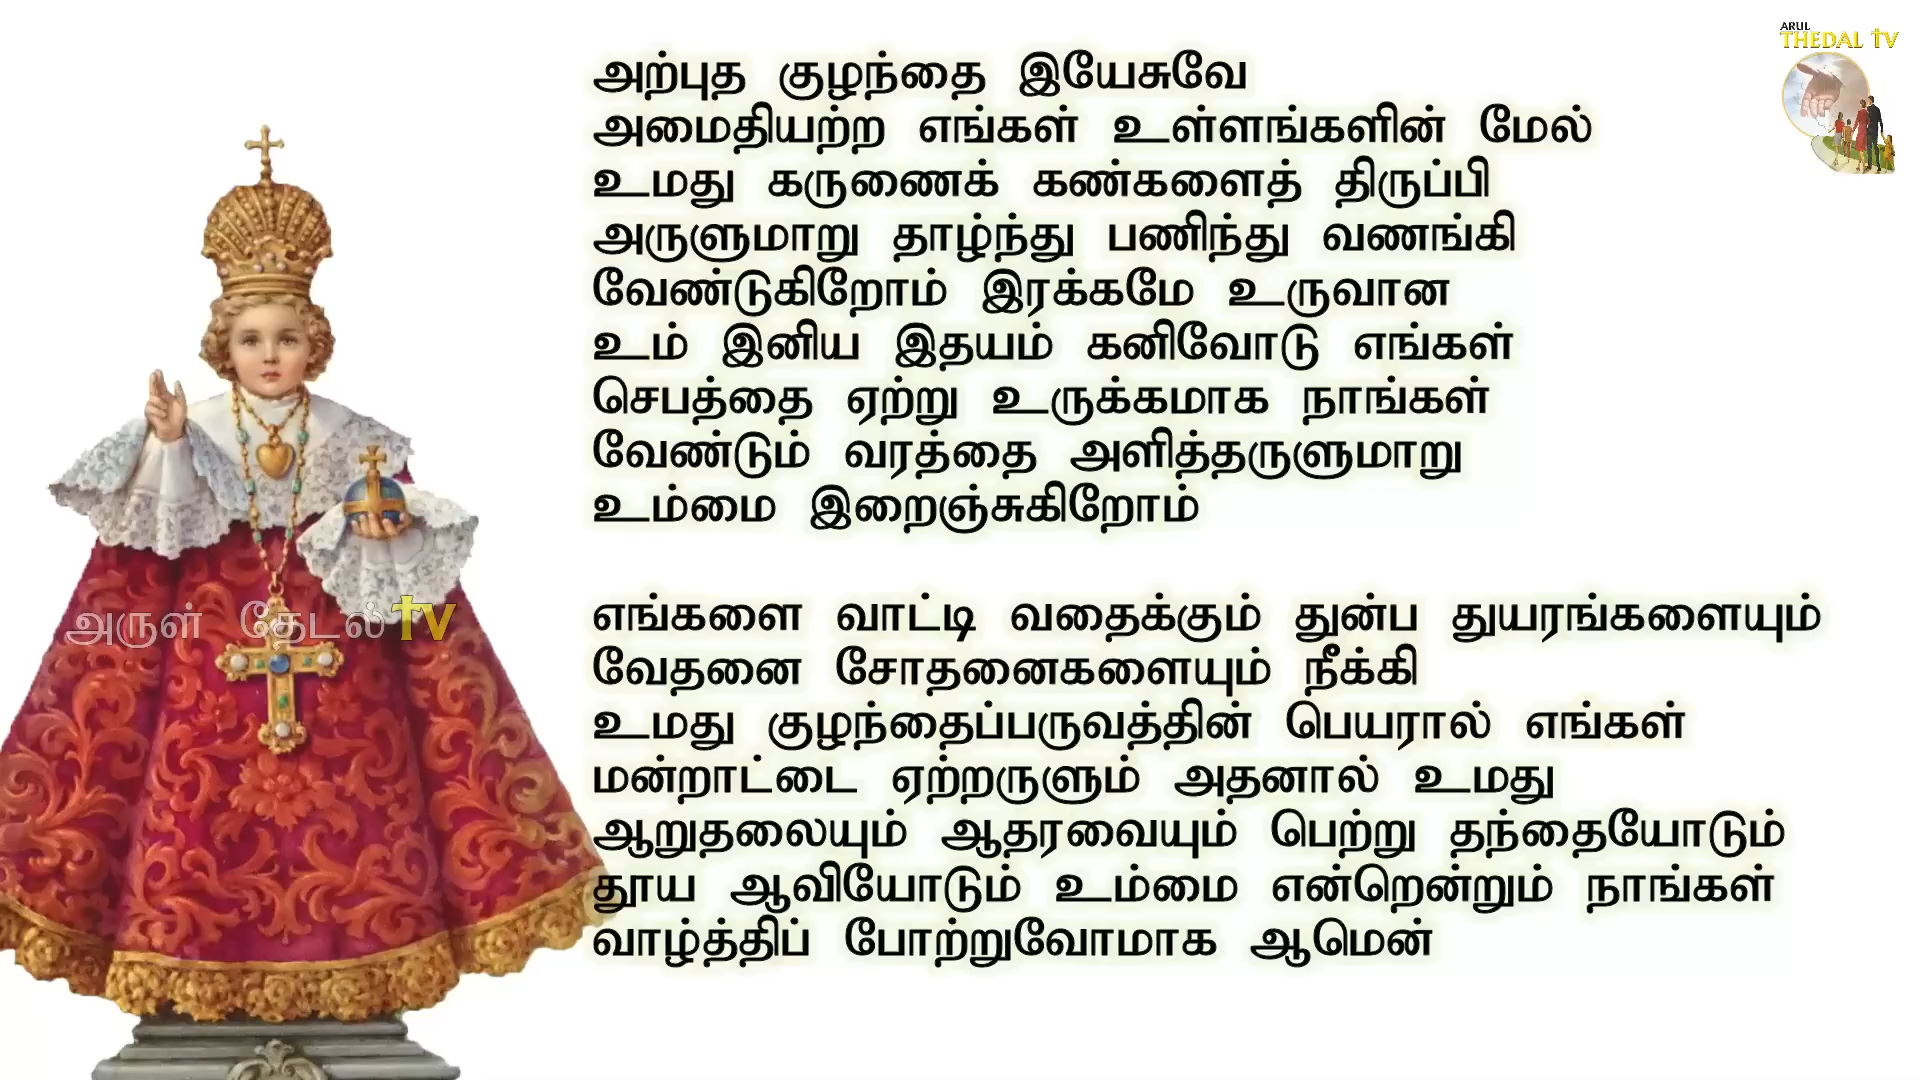 ARUL
THEDAL TV
அற்புத குழந்தை இயேசுவே
அமைதியற்ற எங்கள் உள்ளங்களின் மேல்
உமது கருணைக் கண்களைத் திருப்பி
அருளுமாறு தாழ்ந்து பணிந்து வணங்கி
வேண்டுகிறோம் இரக்கமே உருவான
உம் இனிய இதயம் கனிவோடு எங்கள்
செபத்தை ஏற்று உருக்கமாக நாங்கள்
வேண்டும் வரத்தை அளித்தருளுமாறு
உம்மை இறைஞ்சுகிறோம்
எங்களை வாட்டி வதைக்கும் துன்ப துயரங்களையும்
வேதனை சோதனைகளையும் நீக்கி
உமது குழந்தைப்பருவத்தின் பெயரால் எங்கள்
மன்றாட்டை ஏற்றருளும் அதனால் உமது
ஆறுதலையும் ஆதரவையும் பெற்று தந்தையோடும்
தூய ஆவியோடும் உம்மை என்றென்றும் நாங்கள்
வாழ்த்திப் போற்றுவோமாக ஆமென்
அருள் தேடல் TV